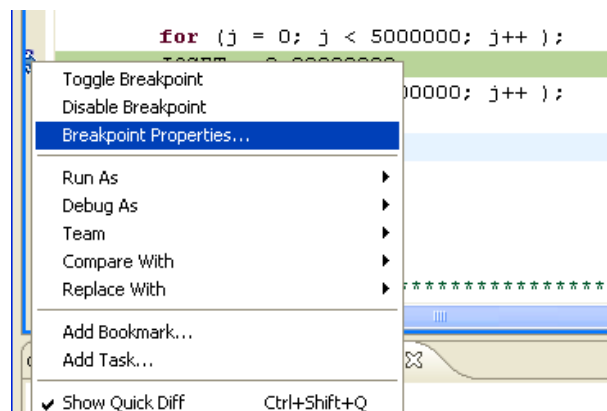 for (j = 0; j < 5000000; j++ );
Toggle Breakpoint
00000; j++ );
Disable Breakpoint
Breakpoint Properties...
Run As
Debug As
Team
Compare With
Replace With
****************
Add Bookmark...
Add Task...
Show Quick Diff Ctrl+Shift+Q